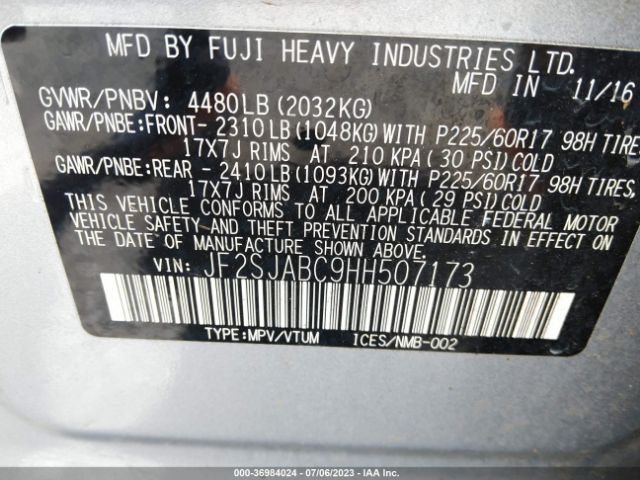 MFD BY FUJI HEAVY INDUSTRIES LTD.
MFD IN 11/16
GVWR/PNBV: 4480LB(2032KG)
GAWR/PNBE:FRONT- 2310LB(1048KG)WITH P225/60R17 98H TIRES
17X7J RIMS AT 210 KPA(30 PSI)COLD
GAWR/PNBE:REAR - 2410LB(1093KG)WITH P225/60R17 98H TIRES
17X7J RIMS AT 200 KPA(29 PSI)COLD
THIS VEHICLE CONFORMS TO ALL APPLICABLE FEDERAL MOTOR
VEHICLE SAFETY, AND THEFT PREVENTION STANDARDS IN EFFECT ON
THE DATE OF MANUFACTURE SHOWN ABOVE.
VIN: JF2SJABC9HH507173
TYPE:MPV/VTUM ICES/NMB-002
000-36984024 / 07/06/2023 / IAA Inc.